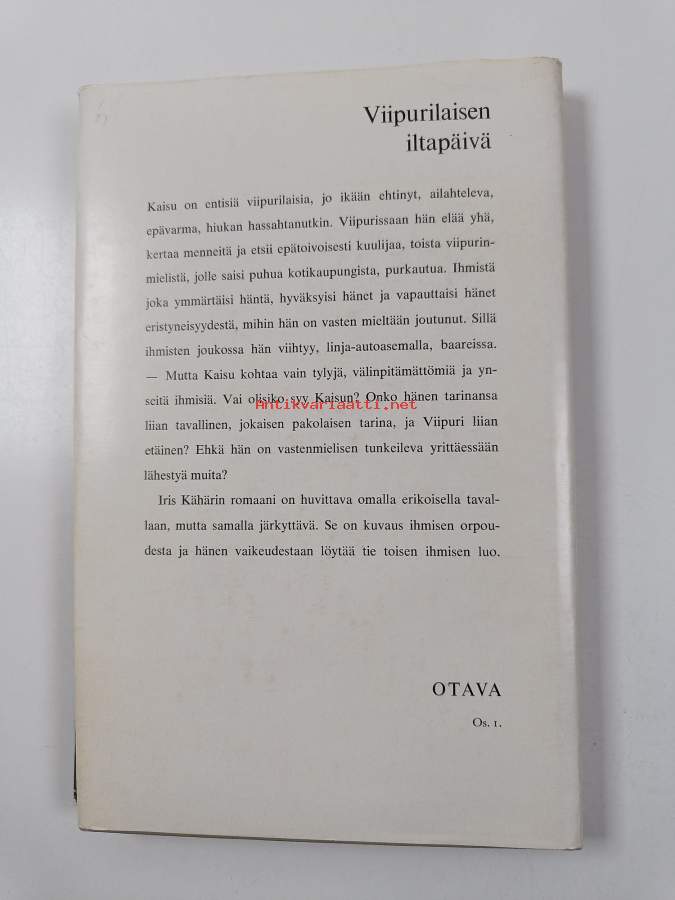 Viipurilaisen
iltapäivä
Kaisu on entisiä viipurilaisia, jo ikään ehtinyt, ailahteleva,
epävarma, hiukan hassahtanutkin. Viipurissaan hän elää yhä,
kertaa menneitä ja etsii epätoivoisesti kuulijaa, toista viipurin-
mielistä, jolle saisi puhua kotikaupungista, purkautua. Ihmistä
joka ymmärtäisi häntä, hyväksyisi hänet ja vapauttaisi hänet
eristyneisyydestä, mihin hän on vasten mieltään joutunut. Sillä
ihmisten joukossa hän viihtyy, linja-autoasemalla, baareissa.
— Mutta Kaisu kohtaa vain tylyjä, välinpitämättömiä ja yn-
seitä ihmisiä. Vai olisiko syy Kaisun? Onko hänen tarinansa
Antikvariaatti.net
liian tavallinen, jokaisen pakolaisen tarina, ja Viipuri liian
etäinen? Ehkä hän on vastenmielisen tunkeileva yrittäessään
lähestyä muita?
Iris Kähärin romaani on huvittava omalla erikoisella taval-
laan, mutta samalla järkyttävä. Se on kuvaus ihmisen orpou-
desta ja hänen vaikeudestaan löytää tie toisen ihmisen luo.
OTAVA
Os. 1.